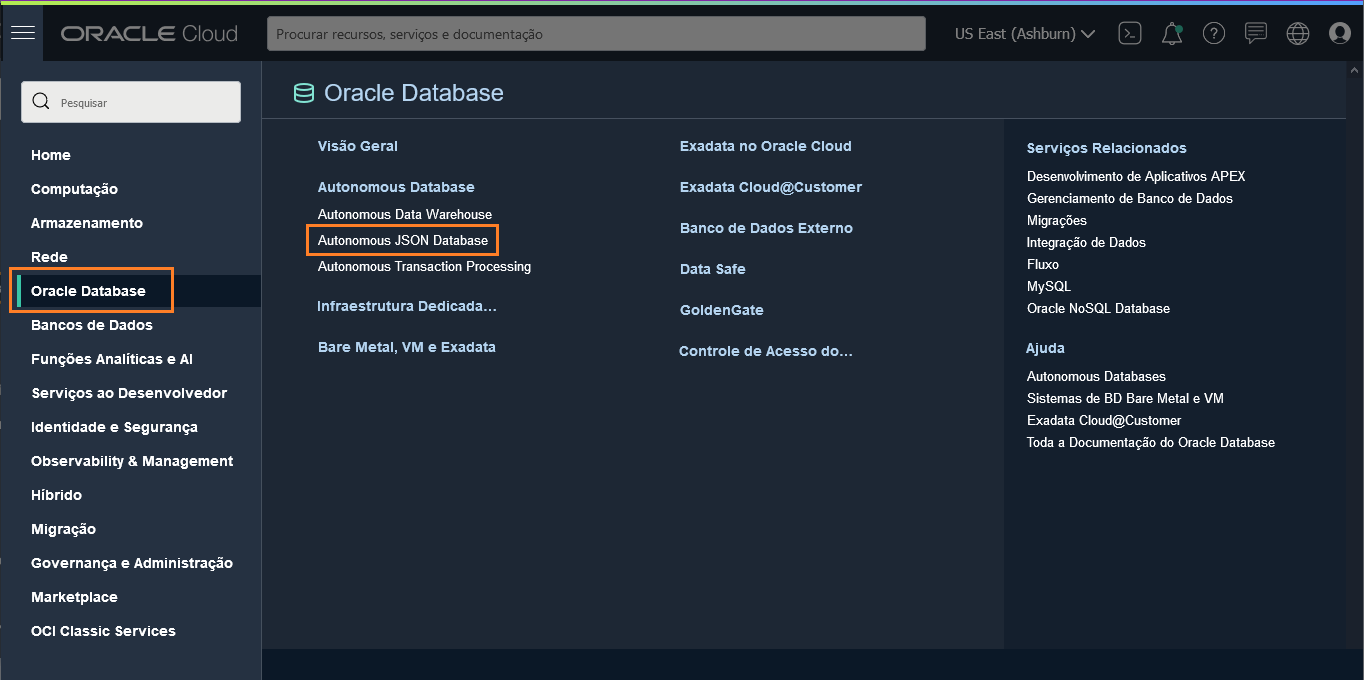 ORACLE Cloud
Procurar recursos, serviços e documentação
US East (Ashburn)
Pesquisar
Home
Computação
Armazenamento
Rede
Oracle Database
Bancos de Dados
Funções Analíticas e AI
Serviços ao Desenvolvedor
Identidade e Segurança
Observability & Management
Híbrido
Migração
Governança e Administração
Marketplace
OCI Classic Services
Oracle Database
Visão Geral
Autonomous Database
Autonomous Data Warehouse
Autonomous JSON Database
Autonomous Transaction Processing
Infraestrutura Dedicada...
Bare Metal, VM e Exadata
Exadata no Oracle Cloud
Exadata Cloud@Customer
Banco de Dados Externo
Data Safe
GoldenGate
Controle de Acesso do...
Serviços Relacionados
Desenvolvimento de Aplicativos APEX
Gerenciamento de Banco de Dados
Migrações
Integração de Dados
Fluxo
MySQL
Oracle NoSQL Database
Ajuda
Autonomous Databases
Sistemas de BD Bare Metal e VM
Exadata Cloud@Customer
Toda a Documentação do Oracle Database